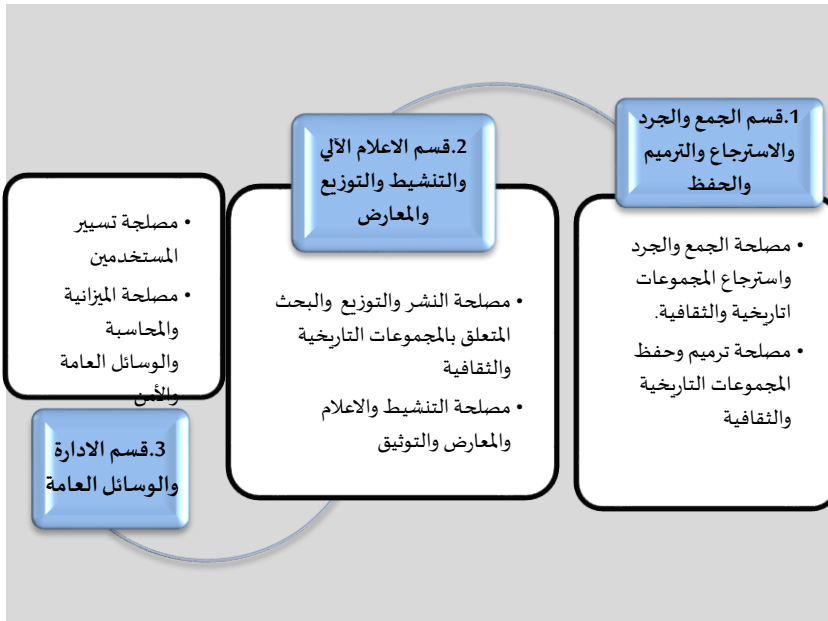 1.قسم الجمع والجرد
والاسترجاع والترميم
والحفظ
• مصلحة الجمع والجرد
واسترجاع المجموعات
اتاريخية والثقافية.
• مصلحة ترميم وحفظ
المجموعات التاريخية
والثقافية
2.قسم الاعلام الآلي
والتنشيط والتوزيع
والمعارض
• مصلحة النشر والتوزيع والبحث
المتعلق بالمجموعات التاريخية
والثقافية
• مصلحة التنشيط والاعلام
والمعارض والتوثيق
• مصلجة تسيير
المستخدمين
• مصلحة الميزانية
والمحاسبة
والوسائل العامة
والأمن
3.قسم الادارة
والوسائل العامة